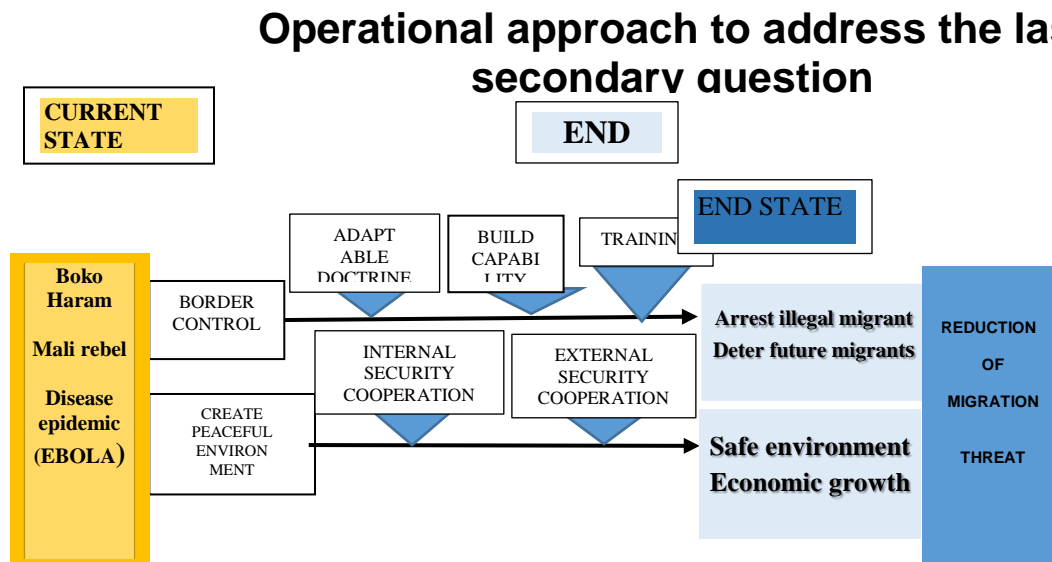 Operational approach to address the las
secondary question
CURRENT
STATE
END
END STATE
ADAPT
ABLE
DOCTRINE
BUILD
CAPABI
LITY
TRAININ
Boko
Haram
Mali rebel
Disease
epidemic
(EBOLA)
BORDER
CONTROL
Arrest illegal migrant
Deter future migrants
REDUCTION
OF
MIGRATION
THREAT
INTERNAL
SECURITY
COOPERATION
EXTERNAL
SECURITY
COOPERATION
CREATE
PEACEFUL
ENVIRON
MENT
Safe environment
Economic growth